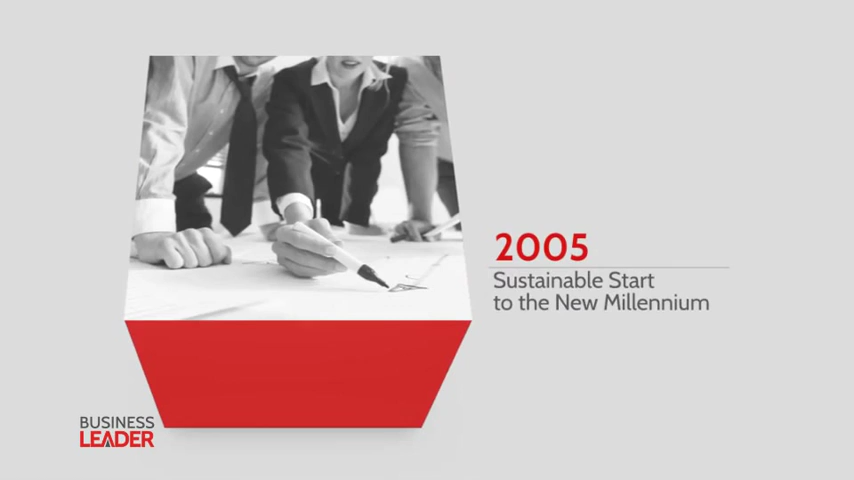 2005
Sustainable Start
to the New Millennium
BUSINESS
LEADER